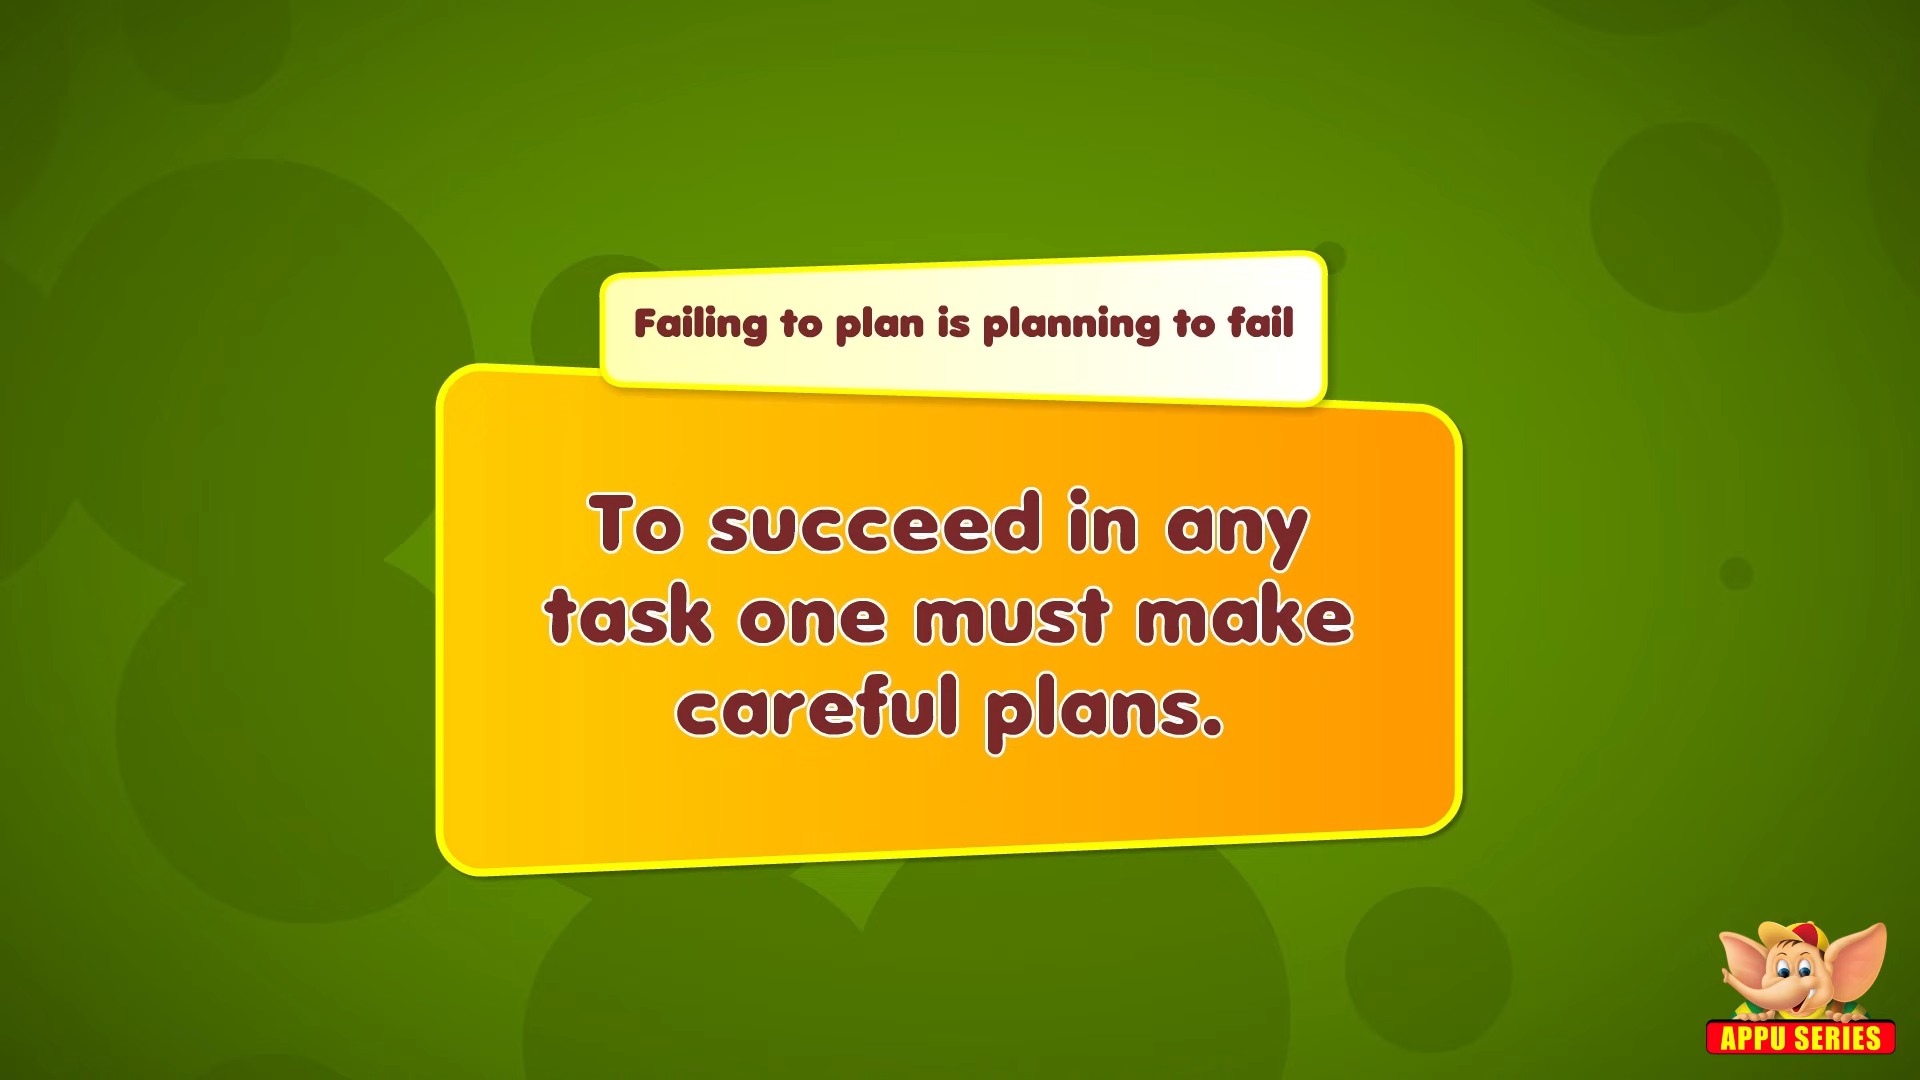 Failing to plan is planning to fail
To succeed in any
task one must make
careful plans.
APPU SERIES